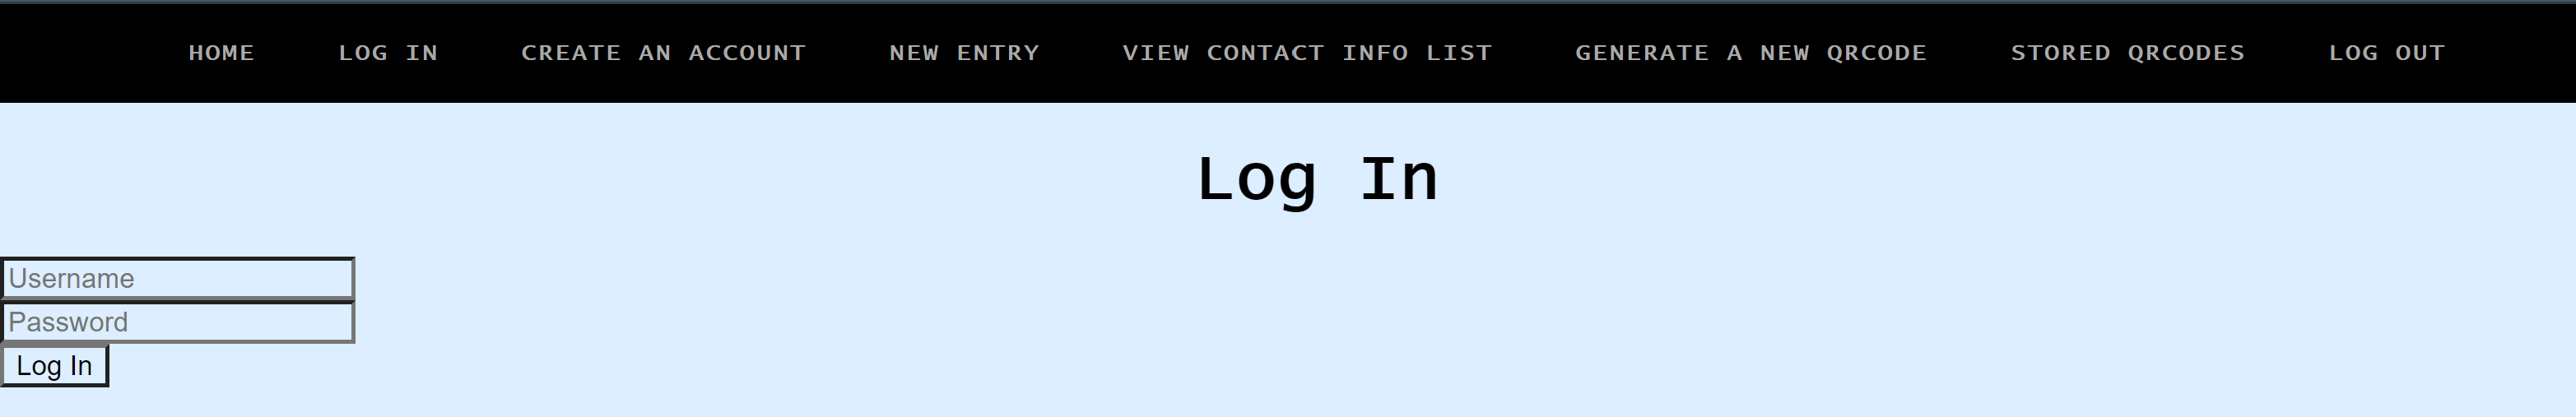 HOME LOG IN CREATE AN ACCOUNT NEW ENTRY VIEW CONTACT INFO LIST GENERATE A NEW QRCODE STORED QRCODES LOG OUT
Log In
Username
Password
Log In